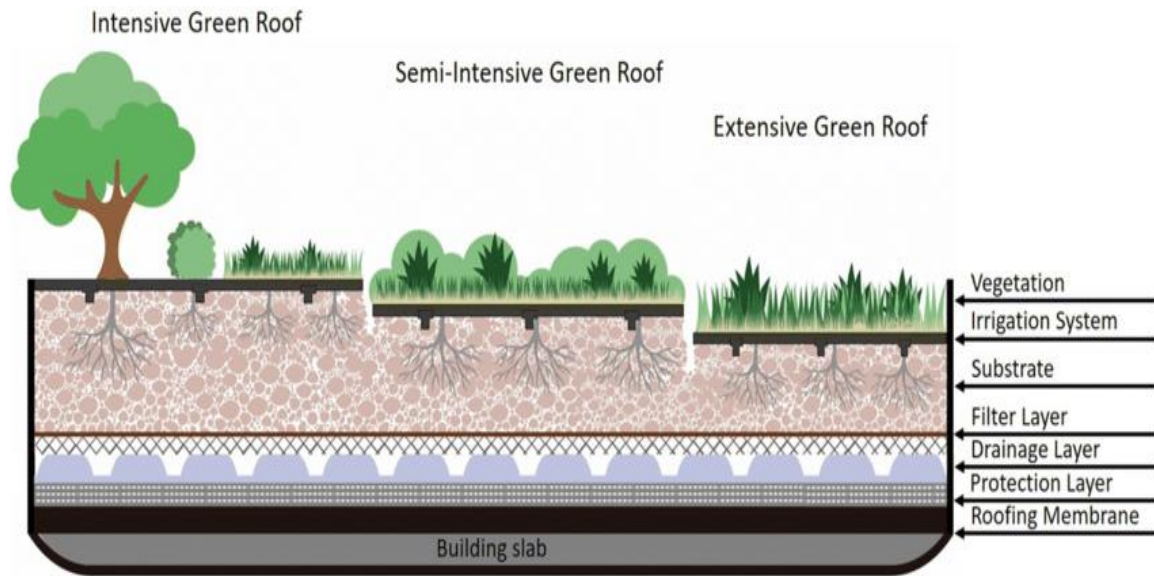 Intensive Green Roof
Semi-Intensive Green Roof
Extensive Green Roof
Vegetation
Irrigation System
Substrate
Filter Layer
Drainage Layer
Protection Layer
Roofing Membrane
Building slab